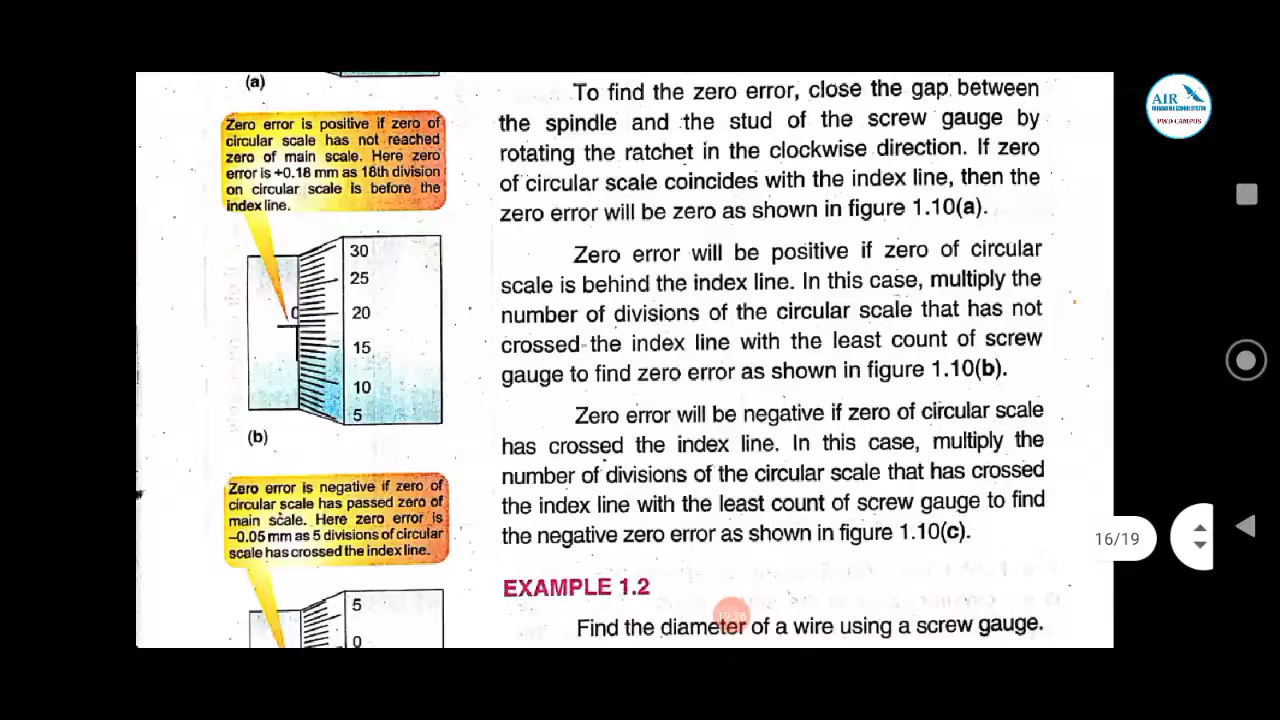 (a)
Zero error is positive if zero of
circular scale has not reached
zero of main scale. Here zero
error is +0.18 mm as 18th division
on circular scale is before the
index line.
30
25
0
20
15
10
5
(b)
Zero error is negative if zero of
circular scale has passed zero of
main scale. Here zero error is
–0.05 mm as 5 divisions of circular
scale has crossed the index line.
5
0
To find the zero error, close the gap between
the spindle and the stud of the screw gauge by
rotating the ratchet in the clockwise direction. If zero
of circular scale coincides with the index line, then the
zero error will be zero as shown in figure 1.10(a).
Zero error will be positive if zero of circular
scale is behind the index line. In this case, multiply the
number of divisions of the circular scale that has not
crossed the index line with the least count of screw
gauge to find zero error as shown in figure 1.10(b).
Zero error will be negative if zero of circular scale
has crossed the index line. In this case, multiply the
number of divisions of the circular scale that has crossed
the index line with the least count of screw gauge to find
the negative zero error as shown in figure 1.10(c).
EXAMPLE 1.2
Find the diameter of a wire using a screw gauge.
16/19
AIR
PWD CAMPUS